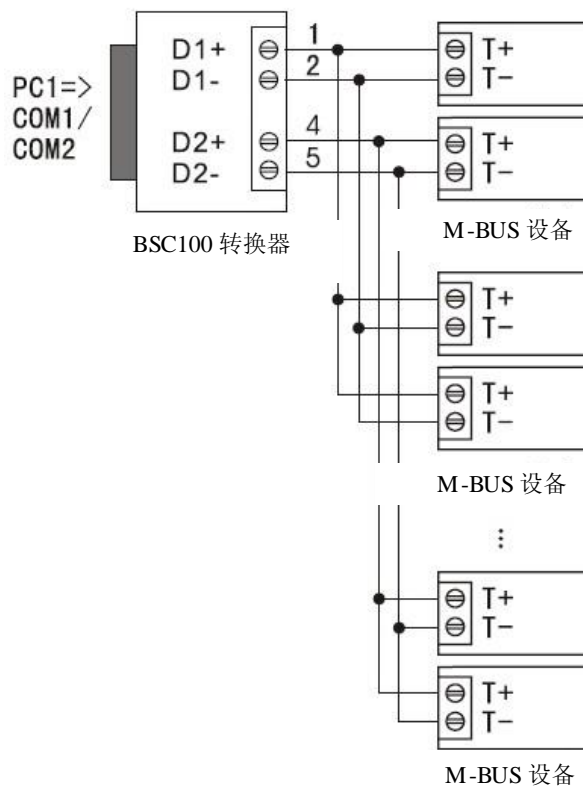 PC1=>
COM1/
COM2
D1+
D1-
D2+
D2-
1
2
4
5
BSC100 转换器
T+
T-
T+
T-
M-BUS 设备
T+
T-
T+
T-
M-BUS 设备
⋮
T+
T-
T+
T-
M-BUS 设备